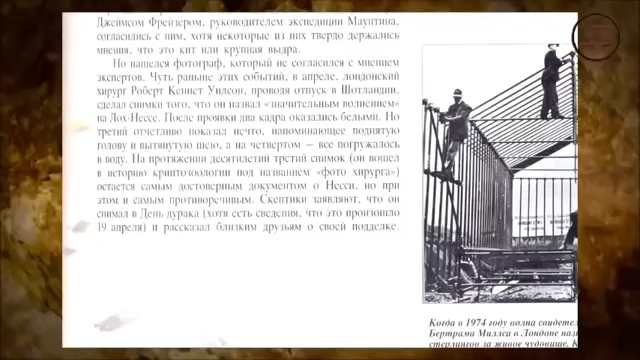 Джеймсом Фрейзером, руководителем экспедиции Маунтина,
согласились с ним, хотя некоторые из них твердо держались
мнения, что это кит или крупная выдра.
Но нашелся фотограф, который не согласился с мнением
экспертов. Чуть раньше этих событий, в апреле, лондонский
хирург Роберт Кеннет Уилсон, проводя отпуск в Шотландии,
сделал снимки того, что он назвал «значительным волнением»
на Лох-Нессе. После проявки два кадра оказались белыми. Но
третий отчетливо показал нечто, напоминающее поднятую
голову и вытянутую шею, а на четвертом — все погружалось
в воду. На протяжении десятилетий третий снимок (он вошел
в историю криптозоологии под названием «фото хирурга»)
остается самым достоверным документом о Несси, но при
этом и самым противоречивым. Скептики заявляют, что он
снимал в День дурака (хотя есть сведения, что это произошло
19 апреля) и рассказал близким друзьям о своей подделке.
Когда в 1974 году волна свидетел
Бертрама Миллса в Лондоне наз
стерлингов за живое чудовище. К